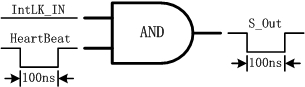 IntLK_IN
HeartBeat
AND
S_Out
100ns
100ns